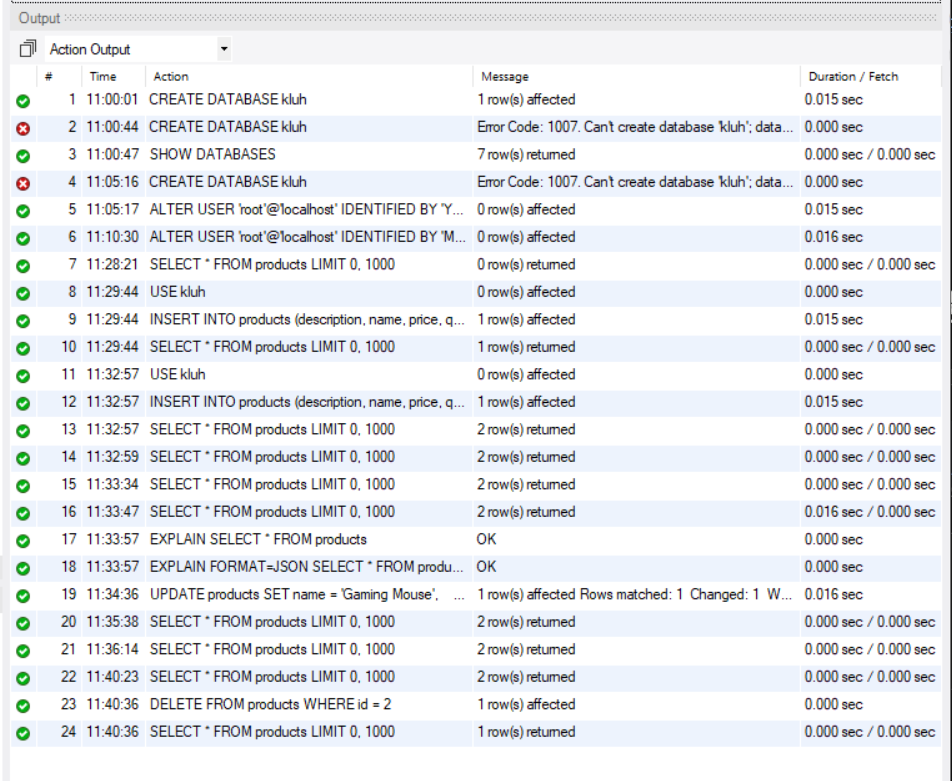 Output
Action Output
# Time Action Message Duration / Fetch
1 11:00:01 CREATE DATABASE kluh 1 row(s) affected 0.015 sec
2 11:00:44 CREATE DATABASE kluh Error Code: 1007. Can't create database 'kluh'; data... 0.000 sec
3 11:00:47 SHOW DATABASES 7 row(s) returned 0.000 sec / 0.000 sec
4 11:05:16 CREATE DATABASE kluh Error Code: 1007. Can't create database 'kluh'; data... 0.000 sec
5 11:05:17 ALTER USER 'root'@'localhost' IDENTIFIED BY 'Y... 0 row(s) affected 0.015 sec
6 11:10:30 ALTER USER 'root'@'localhost' IDENTIFIED BY 'M... 0 row(s) affected 0.016 sec
7 11:28:21 SELECT * FROM products LIMIT 0, 1000 0 row(s) returned 0.000 sec / 0.000 sec
8 11:29:44 USE kluh 0 row(s) affected 0.000 sec
9 11:29:44 INSERT INTO products (description, name, price, q... 1 row(s) affected 0.015 sec
10 11:29:44 SELECT * FROM products LIMIT 0, 1000 1 row(s) returned 0.000 sec / 0.000 sec
11 11:32:57 USE kluh 0 row(s) affected 0.000 sec
12 11:32:57 INSERT INTO products (description, name, price, q... 1 row(s) affected 0.015 sec
13 11:32:57 SELECT * FROM products LIMIT 0, 1000 2 row(s) returned 0.000 sec / 0.000 sec
14 11:32:59 SELECT * FROM products LIMIT 0, 1000 2 row(s) returned 0.000 sec / 0.000 sec
15 11:33:34 SELECT * FROM products LIMIT 0, 1000 2 row(s) returned 0.000 sec / 0.000 sec
16 11:33:47 SELECT * FROM products LIMIT 0, 1000 2 row(s) returned 0.016 sec / 0.000 sec
17 11:33:57 EXPLAIN SELECT * FROM products OK 0.000 sec
18 11:33:57 EXPLAIN FORMAT=JSON SELECT * FROM produ... OK 0.000 sec
19 11:34:36 UPDATE products SET name = 'Gaming Mouse', ... 1 row(s) affected Rows matched: 1 Changed: 1 W... 0.016 sec
20 11:35:38 SELECT * FROM products LIMIT 0, 1000 2 row(s) returned 0.000 sec / 0.000 sec
21 11:36:14 SELECT * FROM products LIMIT 0, 1000 2 row(s) returned 0.000 sec / 0.000 sec
22 11:40:23 SELECT * FROM products LIMIT 0, 1000 2 row(s) returned 0.000 sec / 0.000 sec
23 11:40:36 DELETE FROM products WHERE id = 2 1 row(s) affected 0.000 sec
24 11:40:36 SELECT * FROM products LIMIT 0, 1000 1 row(s) returned 0.000 sec / 0.000 sec